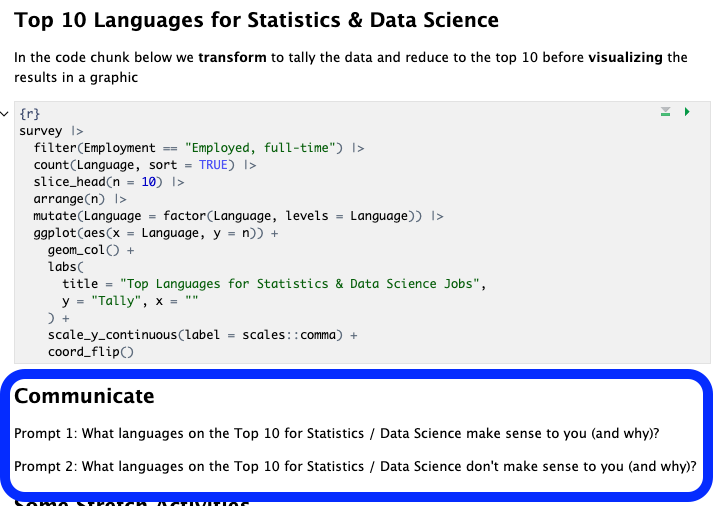 Top 10 Languages for Statistics & Data Science
In the code chunk below we transform to tally the data and reduce to the top 10 before visualizing the
results in a graphic
{r}
survey |>
  filter(Employment == "Employed, full-time") |>
  count(Language, sort = TRUE) |>
  slice_head(n = 10) |>
  arrange(n) |>
  mutate(Language = factor(Language, levels = Language)) |>
  ggplot(aes(x = Language, y = n)) +
    geom_col() +
    labs(
      title = "Top Languages for Statistics & Data Science Jobs",
      y = "Tally", x = ""
    ) +
    scale_y_continuous(label = scales::comma) +
    coord_flip()
Communicate
Prompt 1: What languages on the Top 10 for Statistics / Data Science make sense to you (and why)?
Prompt 2: What languages on the Top 10 for Statistics / Data Science don't make sense to you (and why)?
Some Stretch Activities